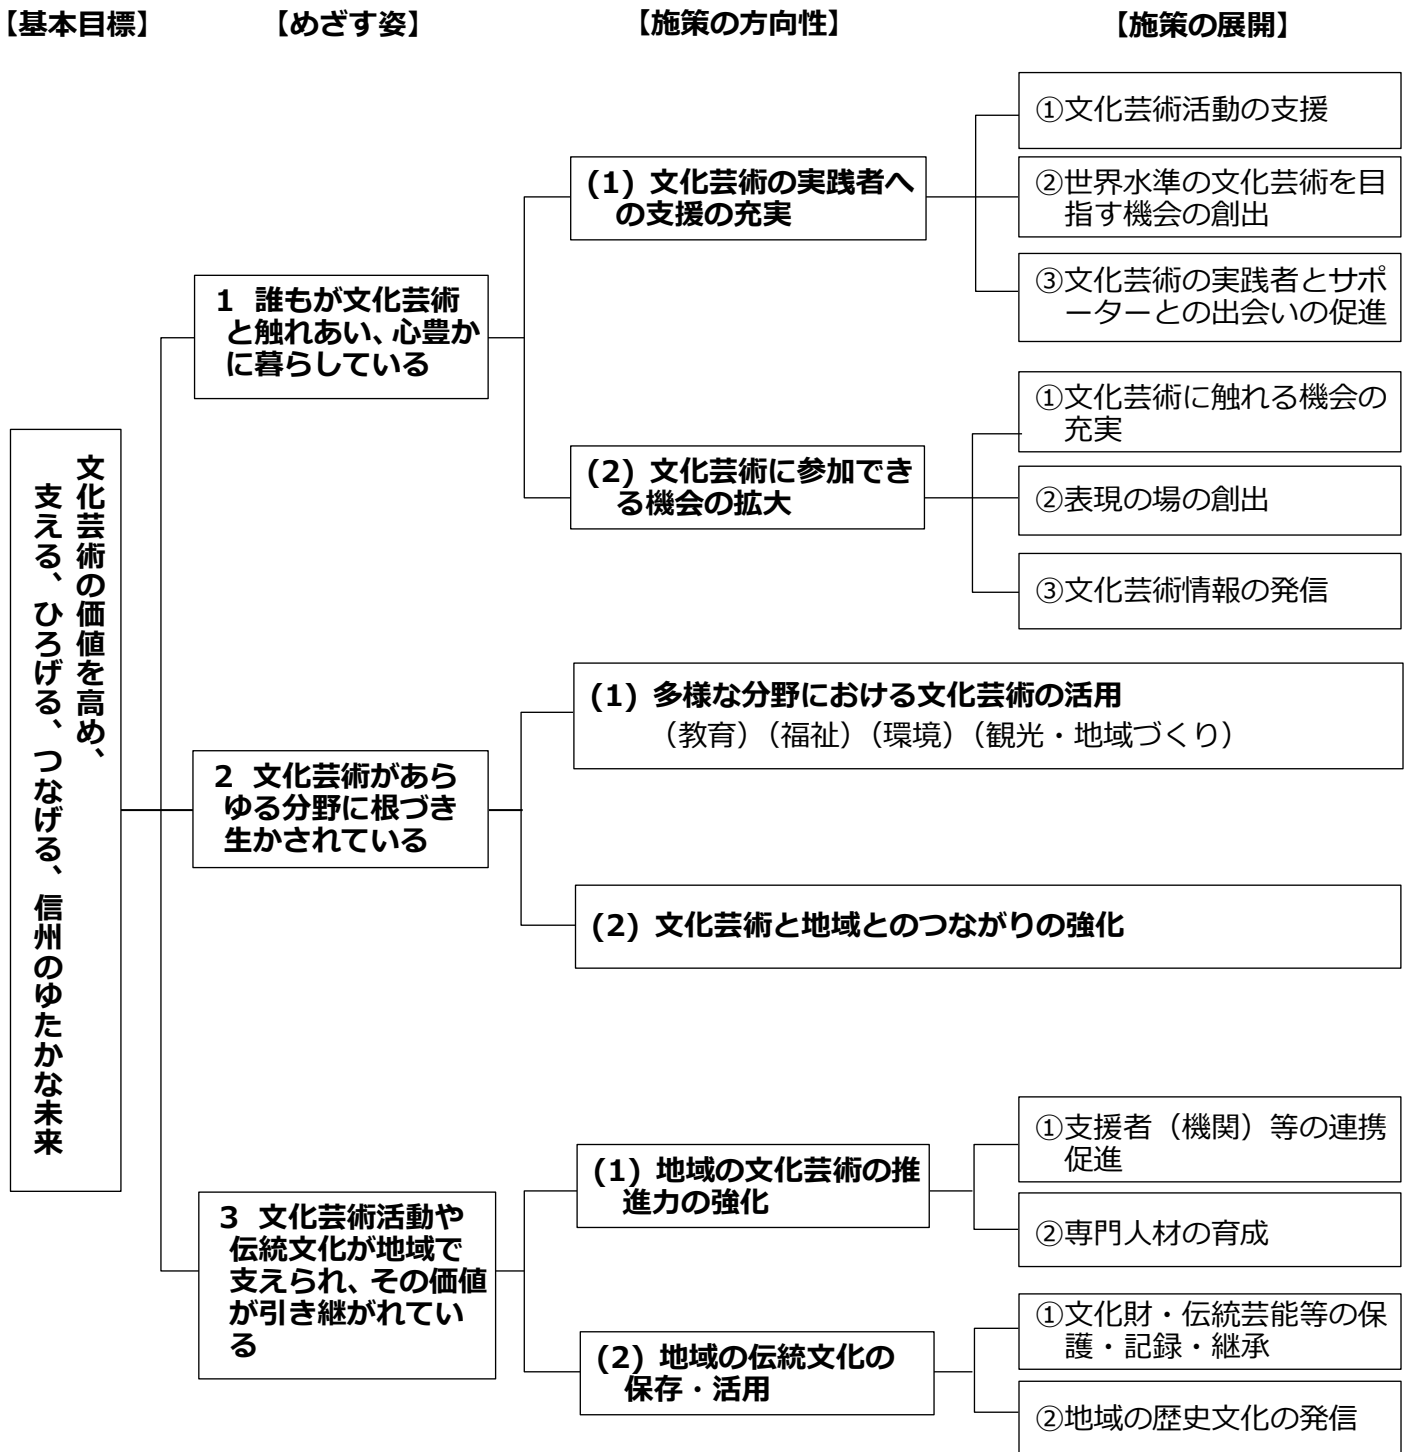 【基本目標】
【めざす姿】
【施策の方向性】
【施策の展開】
文化芸術の価値を高め、
支える、ひろげる、つなげる、信州のゆたかな未来
1 誰もが文化芸術
と触れあい、心豊か
に暮らしている
(1) 文化芸術の実践者へ
の支援の充実
①文化芸術活動の支援
②世界水準の文化芸術を目
指す機会の創出
③文化芸術の実践者とサポ
ーターとの出会いの促進
(2) 文化芸術に参加でき
る機会の拡大
①文化芸術に触れる機会の
充実
②表現の場の創出
③文化芸術情報の発信
2 文化芸術があら
ゆる分野に根づき
生かされている
(1) 多様な分野における文化芸術の活用
（教育）（福祉）（環境）（観光・地域づくり）
(2) 文化芸術と地域とのつながりの強化
3 文化芸術活動や
伝統文化が地域で
支えられ、その価値
が引き継がれてい
る
(1) 地域の文化芸術の推
進力の強化
①支援者（機関）等の連携
促進
②専門人材の育成
(2) 地域の伝統文化の
保存・活用
①文化財・伝統芸能等の保
護・記録・継承
②地域の歴史文化の発信